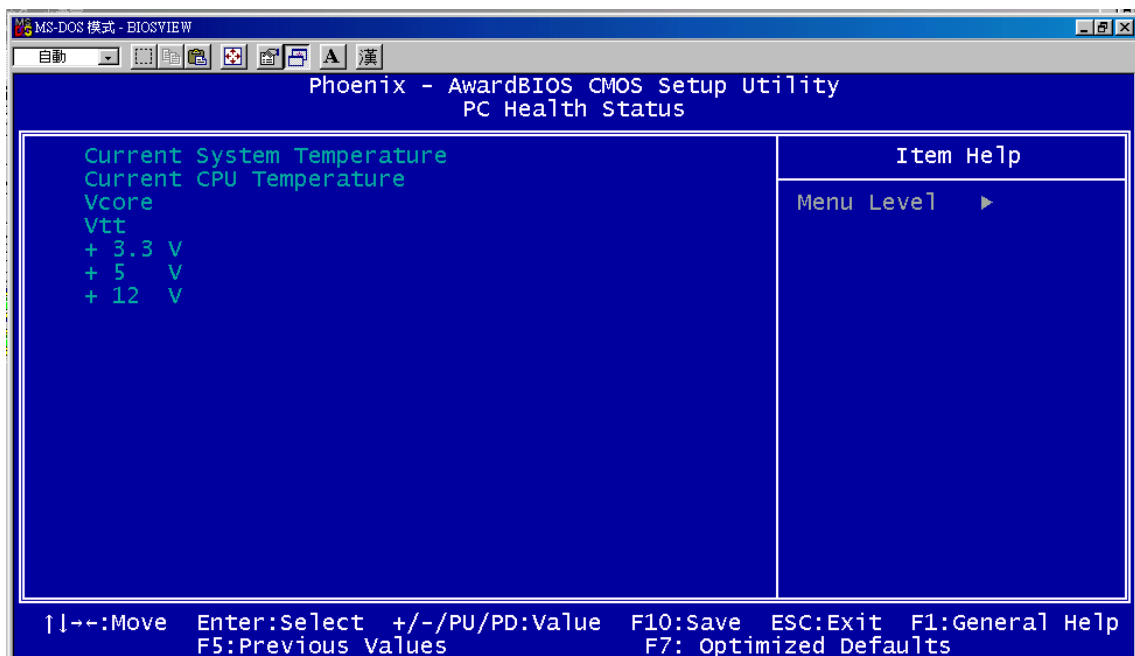 MS-DOS 模式 - BIOSVIEW
自動
A 漢
Phoenix - AwardBIOS CMOS Setup Utility
PC Health Status
Current System Temperature
Current CPU Temperature
Vcore
Vtt
+ 3.3 V
+ 5 V
+ 12 V
Item Help
Menu Level ▶
↑↓→←:Move Enter:Select +/-/PU/PD:Value F10:Save ESC:Exit F1:General Help
F5:Previous Values F7: Optimized Defaults